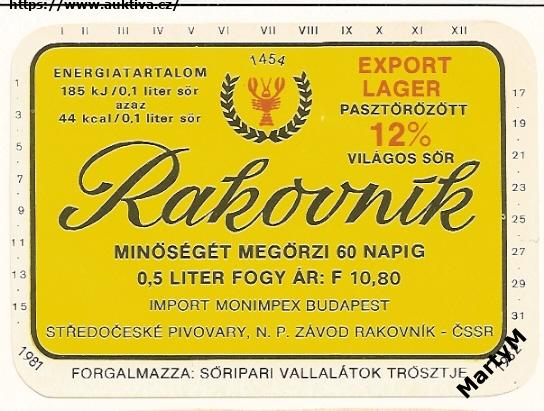 https://www.auktiva.cz/
I II III IV V VI VII VIII IX X XI XII
1454
ENERGIATARTALOM
185 kJ/0,1 liter sör
azaz
44 kcal/0,1 liter sör
EXPORT
LAGER
PASZTŐRÖZÖTT
12%
VILÁGOS SÖR
Rakovník
MINŐSÉGÉT MEGŐRZI 60 NAPIG
0,5 LITER FOGY ÁR: F 10,80
IMPORT MONIMPEX BUDAPEST
STŘEDOČESKÉ PIVOVARY, N. P. ZÁVOD RAKOVNÍK - ČSSR
FORGALMAZZA: SŐRIPARI VALLALÁTOK TRÖSZTJE
1
3
5
7
9
11
13
15
1981
17
19
21
23
25
27
29
31
1982
MartyM